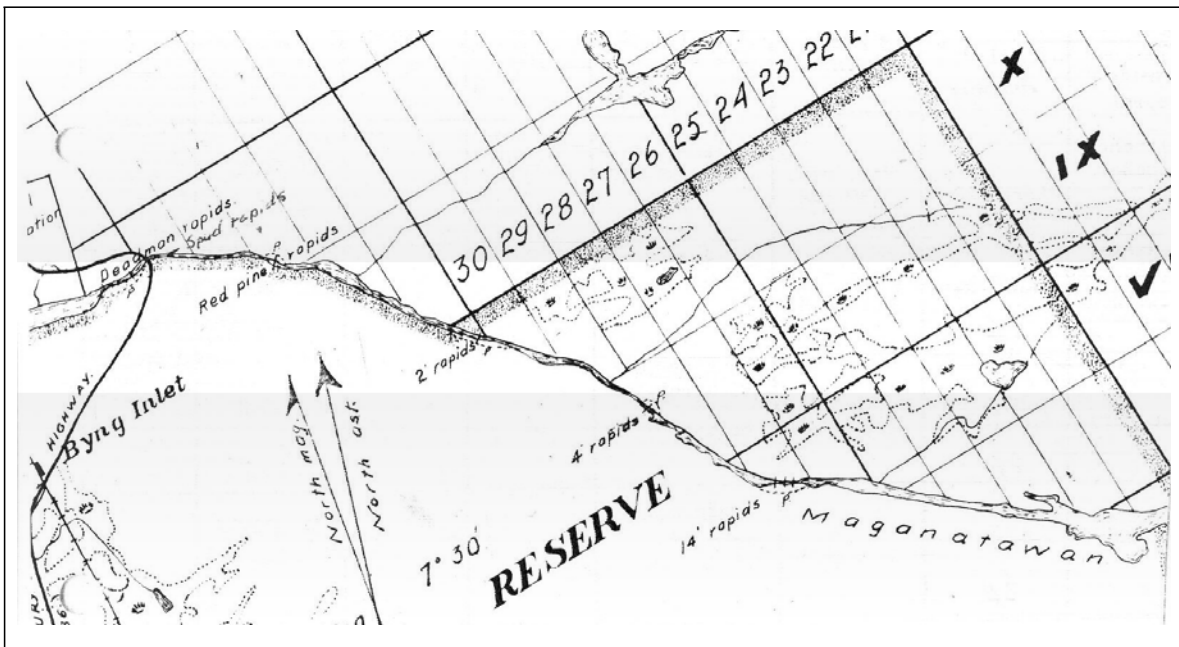 22
23
24
25
26
27
28
29
30
X
1 X
✓
ation
Deadman rapids.
Spud rapids
Red pine rapids
P
2 rapids
P
4' rapids
P
14' rapids
P
HIGHWAY.
Byng Inlet
North mag.
North ast.
7° 30'
RESERVE
Maganatawan